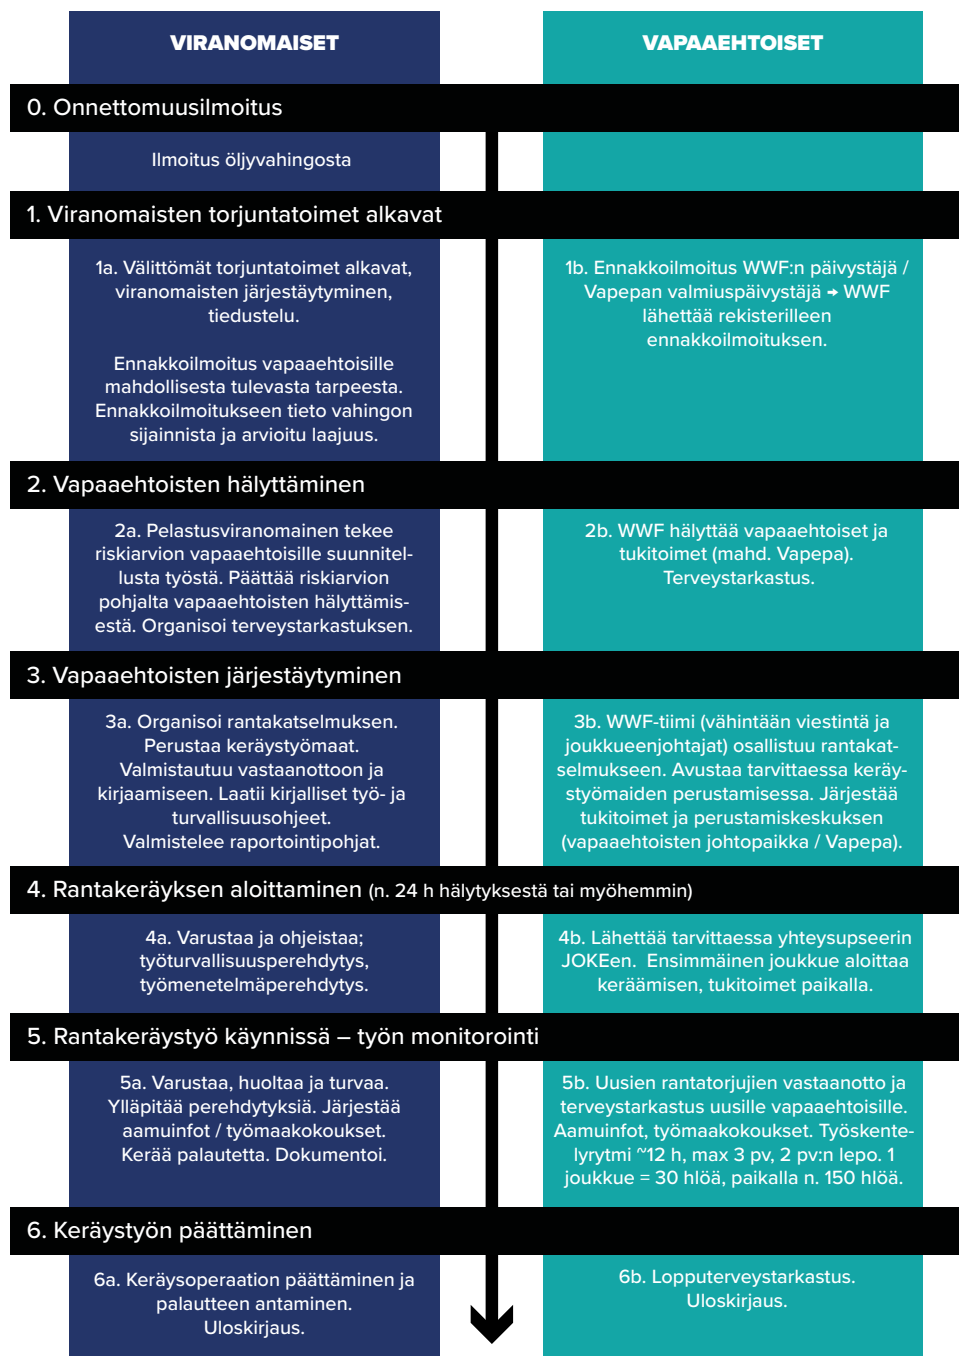 VIRANOMAISET
VAPAAEHTOISET
0. Onnettomuusilmoitus
Ilmoitus öljyvahingosta
1. Viranomaisten torjuntatoimet alkavat
1a. Välittömät torjuntatoimet alkavat,
viranomaisten järjestäytyminen,
tiedustelu.
Ennakkoilmoitus vapaaehtoisille
mahdollisesta tulevasta tarpeesta.
Ennakkoilmoitukseen tieto vahingon
sijainnista ja arvioitu laajuus.
1b. Ennakkoilmoitus WWF:n päivystäjä /
Vapepan valmiuspäivystäjä → WWF
lähettää rekisterilleen
ennakkoilmoituksen.
2. Vapaaehtoisten hälyttäminen
2a. Pelastusviranomainen tekee
riskiarvion vapaaehtoisille suunnitel-
lusta työstä. Päättää riskiarvion
pohjalta vapaaehtoisten hälyttämis-
estä. Organisoi terveystarkastuksen.
2b. WWF hälyttää vapaaehtoiset ja
tukitoimet (mahd. Vapepa).
Terveystarkastus.
3. Vapaaehtoisten järjestäytyminen
3a. Organisoi rantakatselmuksen.
Perustaa keräystyömaat.
Valmistautuu vastaanottoon ja
kirjaamiseen. Laatii kirjalliset työ- ja
turvallisuusohjeet.
Valmistelee raportointipohjat.
3b. WWF-tiimi (vähintään viestintä ja
joukkueenjohtajat) osallistuu rantakat-
selmukseen. Avustaa tarvittaessa keräy-
styömaiden perustamisessa. Järjestää
tukitoimet ja perustamiskeskuksen
(vapaaehtoisten johtopaikka / Vapepa).
4. Rantakeräyksen aloittaminen (n. 24 h hälytyksestä tai myöhemmin)
4a. Varustaa ja ohjeistaa;
työturvallisuusperehdytys,
työmenetelmäperehdytys.
4b. Lähettää tarvittaessa yhteysupseerin
JOKEen. Ensimmäinen joukkue aloittaa
keräämisen, tukitoimet paikalla.
5. Rantakeräystyö käynnissä – työn monitorointi
5a. Varustaa, huoltaa ja turvaa.
Ylläpitää perehdytyksiä. Järjestää
aamuinfot / työmaakokoukset.
Kerää palautetta. Dokumentoi.
5b. Uusien rantatorjujien vastaanotto ja
terveystarkastus uusille vapaaehtoisille.
Aamuinfot, työmaakokoukset. Työskente-
lyrytmi ~12 h, max 3 pv, 2 pv:n lepo. 1
joukkue = 30 hlöä, paikalla n. 150 hlöä.
6. Keräystyön päättäminen
6a. Keräysoperaation päättäminen ja
palautteen antaminen.
Uloskirjaus.
6b. Lopputerveystarkastus.
Uloskirjaus.